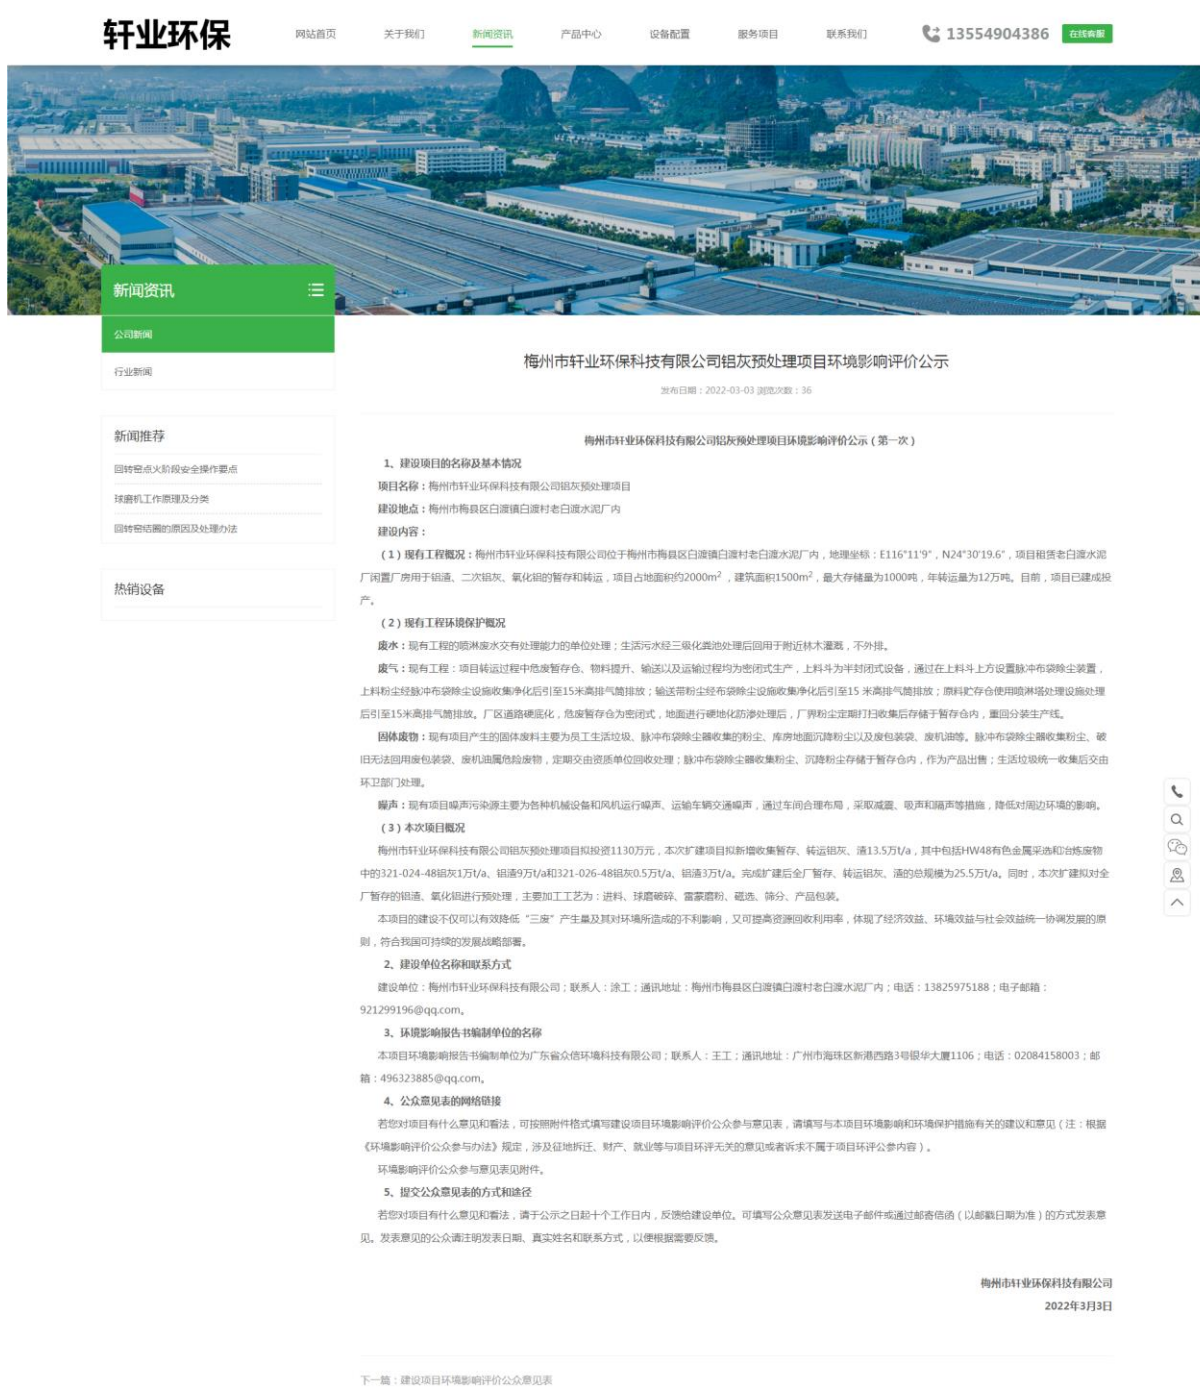 轩业环保
网站首页
关于我们
新闻资讯
产品中心
设备配置
服务项目
联系我们
13554904386
在线客服
新闻资讯
公司新闻
行业新闻
新闻推荐
回转窑点火阶段安全操作要点
球磨机工作原理及分类
回转窑结圈的原因及处理办法
热销设备
梅州市轩业环保科技有限公司铝灰预处理项目环境影响评价公示
发布日期：2022-03-03 浏览次数：36
梅州市轩业环保科技有限公司铝灰预处理项目环境影响评价公示（第一次）
1、建设项目的名称及基本情况
项目名称：梅州市轩业环保科技有限公司铝灰预处理项目
建设地点：梅州市梅县区白渡镇白渡村老白渡水泥厂内
建设内容：
（1）现有工程概况：梅州市轩业环保科技有限公司位于梅州市梅县区白渡镇白渡村老白渡水泥厂内，地理坐标：E116°11′9″，N24°30′19.6″，项目租赁老白渡水泥
厂闲置厂房用于铝渣、二次铝灰、氧化铝的暂存和转运，项目占地面积约2000m²，建筑面积1500m²，最大存储量为1000吨，年转运量为12万吨。目前，项目已建成投
产。
（2）现有工程环境保护概况
废水：现有工程的喷淋废水交有处理能力的单位处理；生活污水经三级化粪池处理后回用于附近林木灌溉，不外排。
废气：现有工程：项目转运过程中危废暂存仓、物料提升、输送以及运输过程均为密闭式生产，上料斗为半封闭式设备，通过在上料斗上方设置脉冲布袋除尘装置，
上料粉尘经脉冲布袋除尘设施收集净化后引至15米高排气筒排放；输送带粉尘经布袋除尘设施收集净化后引至15 米高排气筒排放；原料贮存仓使用喷淋塔处理设施处理
后引至15米高排气筒排放。厂区道路硬底化，危废暂存仓为密闭式，地面进行硬地化防渗处理后，厂界粉尘定期打扫收集后存储于暂存仓内，重回分装生产线。
固体废物：现有项目产生的固体废料主要为员工生活垃圾、脉冲布袋除尘器收集的粉尘、库房地面沉降粉尘以及废包装袋、废机油等。脉冲布袋除尘器收集粉尘、破
旧无法回用废包装袋、废机油属危险废物，定期交由资质单位回收处理；脉冲布袋除尘器收集粉尘、沉降粉尘存储于暂存仓内，作为产品出售；生活垃圾统一收集后交由
环卫部门处理。
噪声：现有项目噪声污染源主要为各种机械设备和风机运行噪声、运输车辆交通噪声，通过车间合理布局，采取减震、吸声和隔声等措施，降低对周边环境的影响。
（3）本次项目概况
梅州市轩业环保科技有限公司铝灰预处理项目拟投资1130万元，本次扩建项目拟新增收集暂存、转运铝灰、渣13.5万t/a，其中包括HW48有色金属采选和冶炼废物
中的321-024-48铝灰1万t/a、铝渣9万t/a和321-026-48铝灰0.5万t/a、铝渣3万t/a。完成扩建后全厂暂存、转运铝灰、渣的总规模为25.5万t/a。同时，本次扩建拟对全
厂暂存的铝渣、氧化铝进行预处理，主要加工工艺为：进料、球磨破碎、雷蒙磨粉、磁选、筛分、产品包装。
本项目的建设不仅可以有效降低“三废”产生量及其对环境所造成的不利影响，又可提高资源回收利用率，体现了经济效益、环境效益与社会效益统一协调发展的原
则，符合我国可持续的发展战略部署。
2、建设单位名称和联系方式
建设单位：梅州市轩业环保科技有限公司；联系人：涂工；通讯地址：梅州市梅县区白渡镇白渡村老白渡水泥厂内；电话：13825975188；电子邮箱：
921299196@qq.com。
3、环境影响报告书编制单位的名称
本项目环境影响报告书编制单位为广东省众信环境科技有限公司；联系人：王工；通讯地址：广州市海珠区新港西路3号银华大厦1106；电话：02084158003；邮
箱：496323885@qq.com。
4、公众意见表的网络链接
若您对项目有什么意见和看法，可按照附件格式填写建设项目环境影响评价公众参与意见表，请填写与本项目环境影响和环境保护措施有关的建议和意见（注：根据
《环境影响评价公众参与办法》规定，涉及征地拆迁、财产、就业等与项目环评无关的意见或者诉求不属于项目环评公参内容）。
环境影响评价公众参与意见表见附件。
5、提交公众意见表的方式和途径
若您对项目有什么意见和看法，请于公示之日起十个工作日内，反馈给建设单位。可填写公众意见表发送电子邮件或通过邮寄信函（以邮戳日期为准）的方式发表意
见。发表意见的公众请注明发表日期、真实姓名和联系方式，以便根据需要反馈。
梅州市轩业环保科技有限公司
2022年3月3日
下一篇：建设项目环境影响评价公众意见表